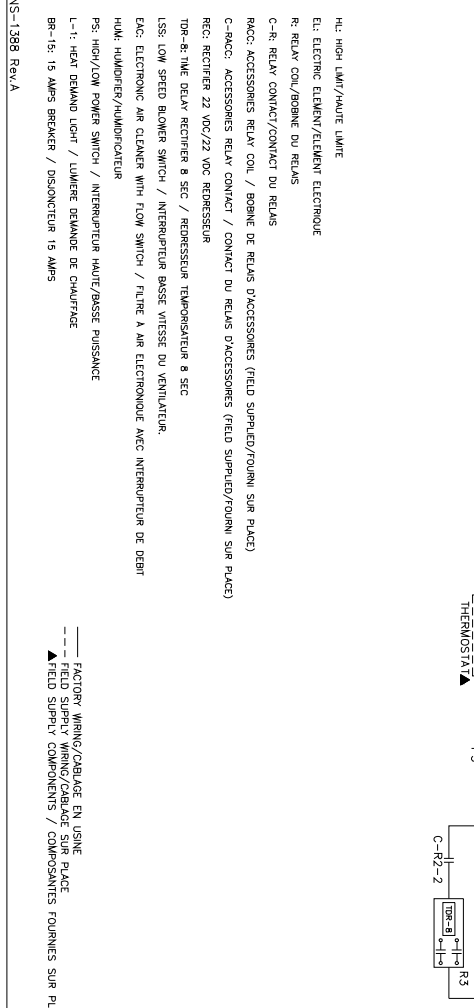 HL: HIGH LIMIT/HAUTE LIMITE
EL: ELECTRIC ELEMENT/ELEMENT ELECTRIQUE
R: RELAY COIL/BOBINE DU RELAIS
C-R: RELAY CONTACT/CONTACT DU RELAIS
RACC: ACCESSORIES RELAY COIL / BOBINE DE RELAIS D'ACCESSOIRES (FIELD SUPPLIED/FOURNI SUR PLACE)
C-RACC: ACCESSORIES RELAY CONTACT / CONTACT DU RELAIS D'ACCESSOIRES (FIELD SUPPLIED/FOURNI SUR PLACE)
REC: RECTIFIER 22 VDC/22 VDC REDRESSEUR
TDR-8: TIME DELAY RECTIFIER 8 SEC / REDRESSEUR TEMPORISATEUR 8 SEC
LSS: LOW SPEED BLOWER SWITCH / INTERRUPTEUR BASSE VITESSE DU VENTILATEUR.
EAC: ELECTRONIC AIR CLEANER WITH FLOW SWITCH / FILTRE À AIR ELECTRONIQUE AVEC INTERRUPTEUR DE DEBIT
HUM: HUMIDIFIER/HUMIDIFICATEUR
PS: HIGH/LOW POWER SWITCH / INTERRUPTEUR HAUTE/BASSE PUISSANCE
L-1: HEAT DEMAND LIGHT / LUMIERE DEMANDE DE CHAUFFAGE
BR-15: 15 AMPS BREAKER / DISJONCTEUR 15 AMPS
THERMOSTAT▲
C-R2-2
TDR-8
R3
FACTORY WIRING/CABLAGE EN USINE
FIELD SUPPLY WIRING/CABLAGE SUR PLACE
▲FIELD SUPPLY COMPONENTS / COMPOSANTES FOURNIES SUR PL
NS-1388 Rev.A